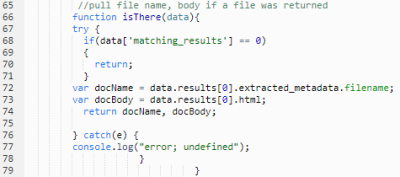 65 //pull file name, body if a file was returned
66 function isThere(data){
67 try {
68 if(data['matching_results'] == 0)
69 {
70 return;
71 }
72 var docName = data.results[0].extracted_metadata.filename;
73 var docBody = data.results[0].html;
74 return docName, docBody;
75
76 } catch(e) {
77 console.log("error; undefined");
78 }
79 }